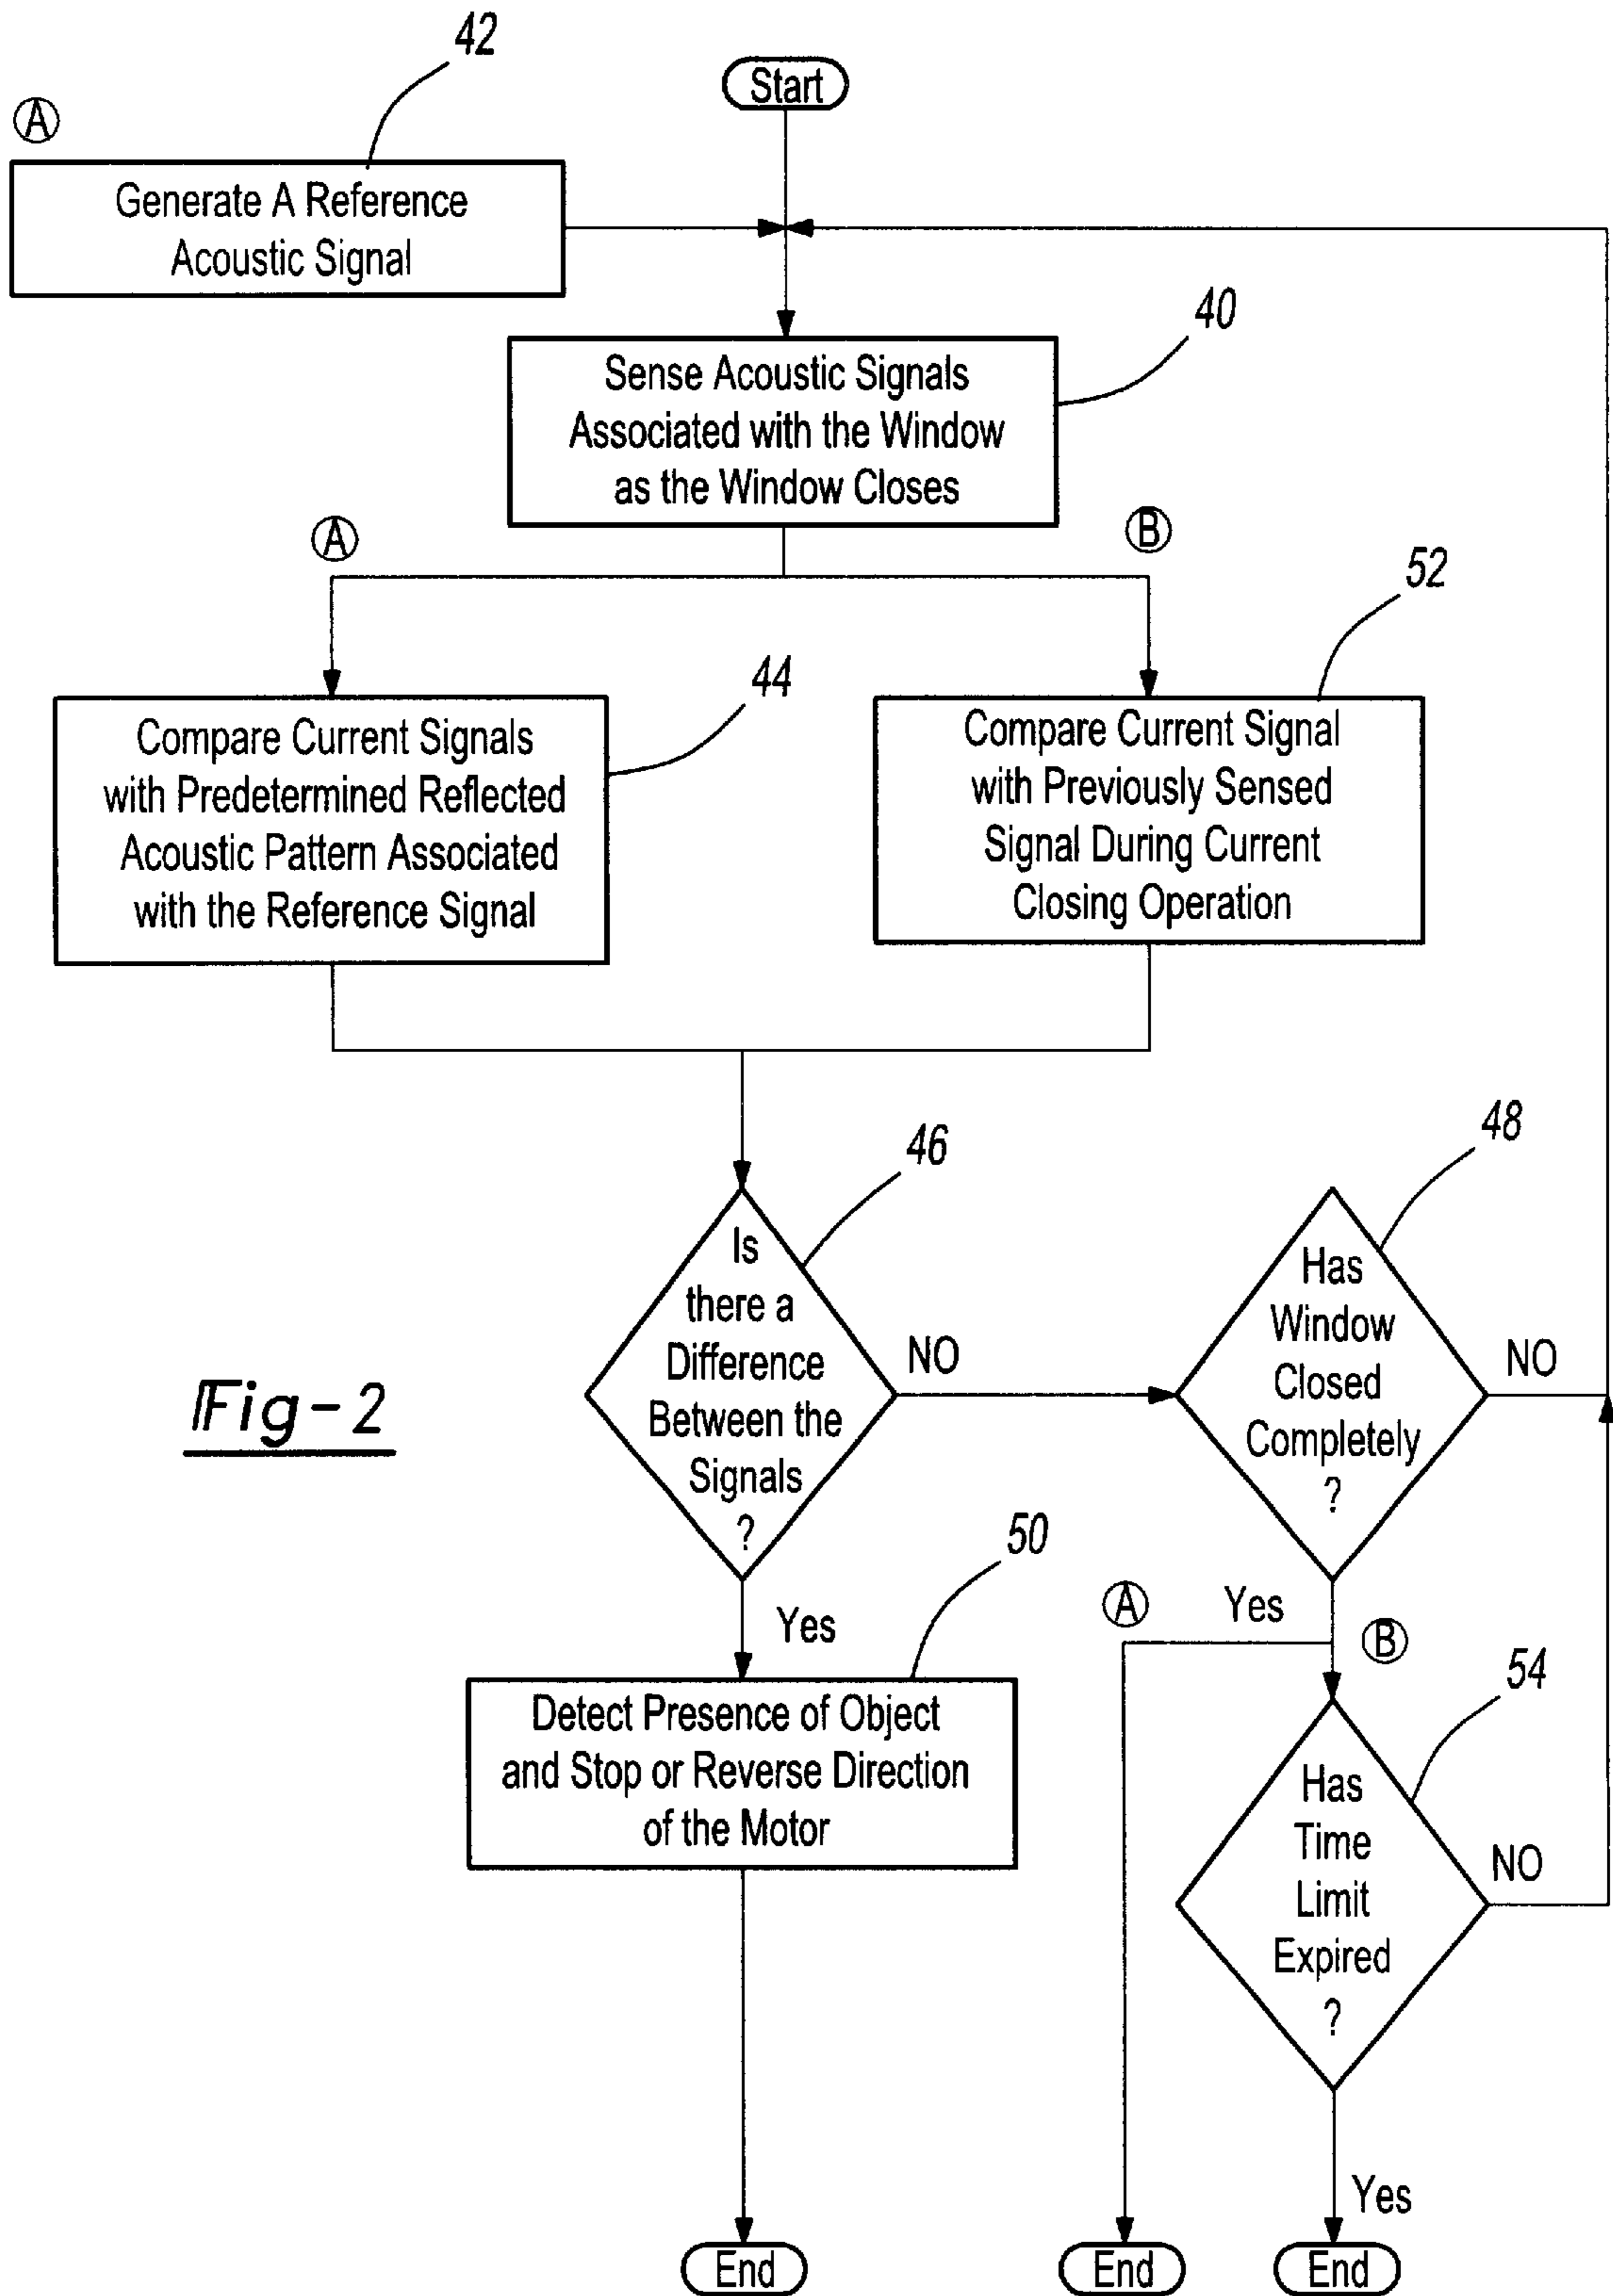 42
Start
A
Generate A Reference
Acoustic Signal
40
Sense Acoustic Signals
Associated with the Window
as the Window Closes
A
B
52
44
Compare Current Signals
with Predetermined Reflected
Acoustic Pattern Associated
with the Reference Signal
Compare Current Signal
with Previously Sensed
Signal During Current
Closing Operation
46
48
Is
there a
Difference
Between the
Signals
?
NO
Has
Window
Closed
Completely
?
NO
Fig-2
50
Yes
A
Yes
B
54
Detect Presence of Object
and Stop or Reverse Direction
of the Motor
Has
Time
Limit
Expired
?
NO
Yes
End
End
End